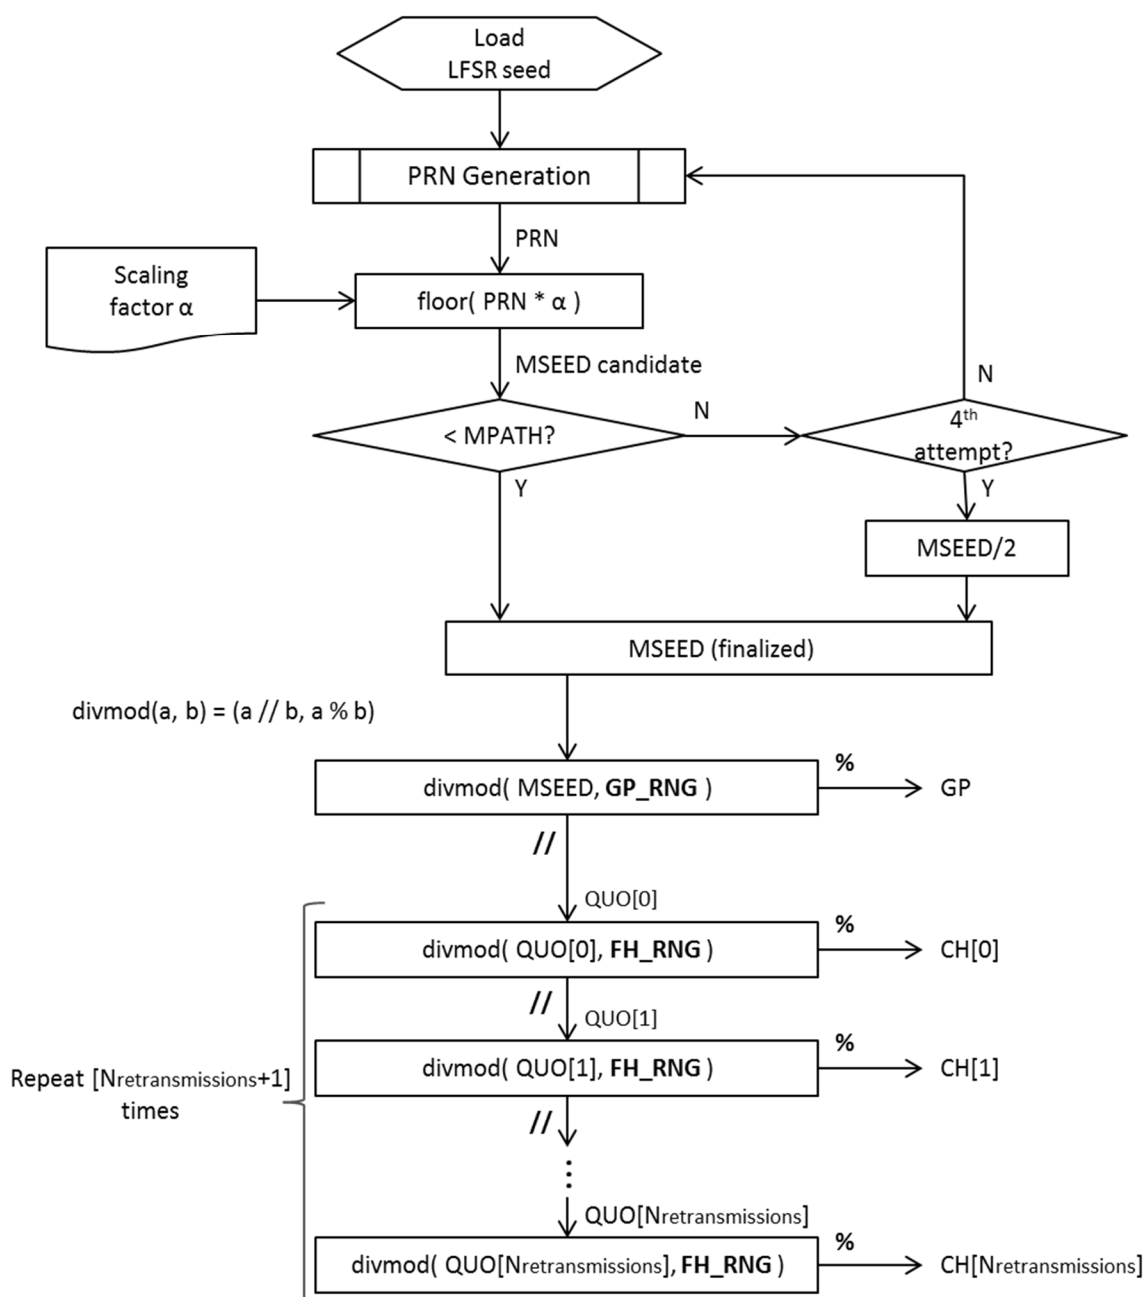 Load
LFSR seed
PRN Generation
PRN
Scaling
factor α
floor( PRN * α )
MSEED candidate
< MPATH?
N
4th
attempt?
N
Y
Y
MSEED/2
MSEED (finalized)
divmod(a, b) = (a // b, a % b)
divmod( MSEED, GP_RNG )
%
GP
//
QUO[0]
divmod( QUO[0], FH_RNG )
%
CH[0]
//
QUO[1]
divmod( QUO[1], FH_RNG )
%
CH[1]
Repeat [Nretransmissions+1]
times
//
⋮
QUO[Nretransmissions]
divmod( QUO[Nretransmissions], FH_RNG )
%
CH[Nretransmissions]